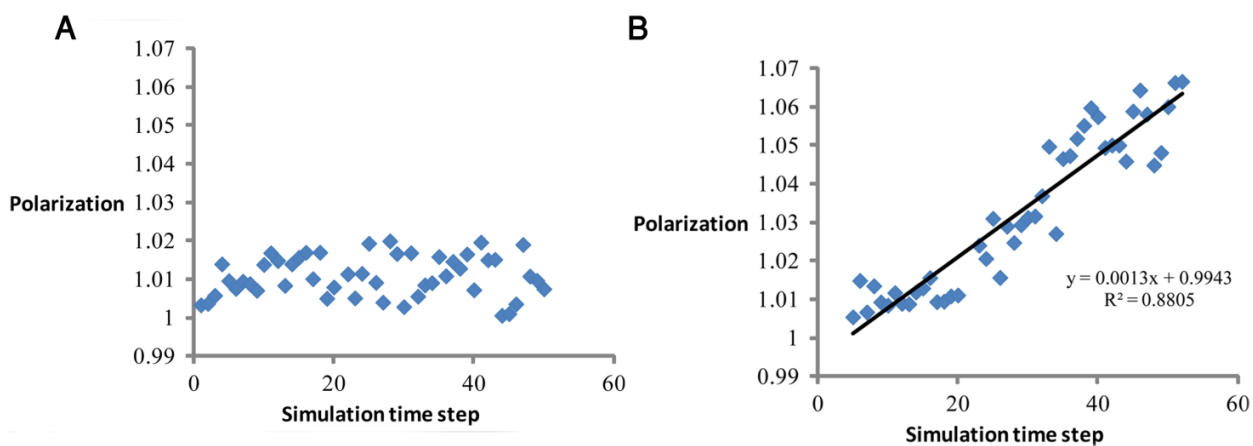 A
1.07
1.06
1.05
1.04
1.03
1.02
1.01
1
0.99
Polarization
0 20 40 60
Simulation time step
B
1.07
1.06
1.05
1.04
1.03
1.02
1.01
1
0.99
Polarization
y = 0.0013x + 0.9943
R² = 0.8805
0 20 40 60
Simulation time step